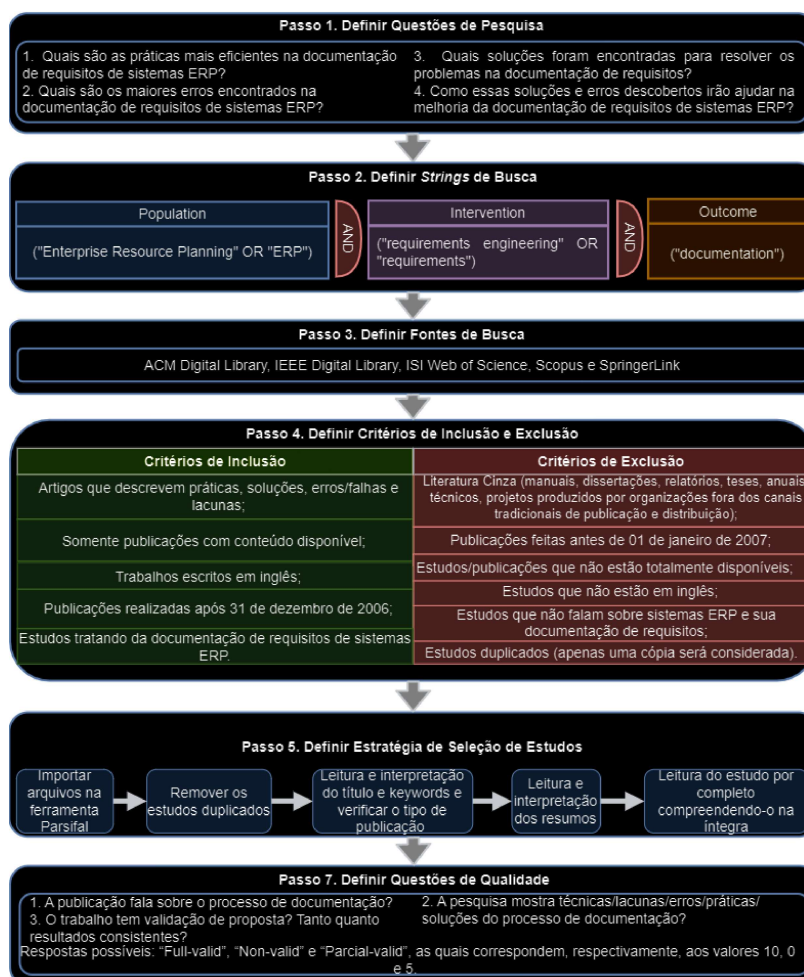 Passo 1. Definir Questões de Pesquisa
1. Quais são as práticas mais eficientes na documentação
de requisitos de sistemas ERP?
2. Quais são os maiores erros encontrados na
documentação de requisitos de sistemas ERP?
3. Quais soluções foram encontradas para resolver os
problemas na documentação de requisitos?
4. Como essas soluções e erros descobertos irão ajudar na
melhoria da documentação de requisitos de sistemas ERP?
Passo 2. Definir Strings de Busca
Population
("Enterprise Resource Planning" OR "ERP")
AND
Intervention
("requirements engineering" OR
"requirements")
AND
Outcome
("documentation")
Passo 3. Definir Fontes de Busca
ACM Digital Library, IEEE Digital Library, ISI Web of Science, Scopus e SpringerLink
Passo 4. Definir Critérios de Inclusão e Exclusão
Critérios de Inclusão
Artigos que descrevem práticas, soluções, erros/falhas e
lacunas;
Somente publicações com conteúdo disponível;
Trabalhos escritos em inglês;
Publicações realizadas após 31 de dezembro de 2006;
Estudos tratando da documentação de requisitos de sistemas
ERP.
Critérios de Exclusão
Literatura Cinza (manuais, dissertações, relatórios, teses, anuais
técnicos, projetos produzidos por organizações fora dos canais
tradicionais de publicação e distribuição);
Publicações feitas antes de 01 de janeiro de 2007;
Estudos/publicações que não estão totalmente disponíveis;
Estudos que não estão em inglês;
Estudos que não falam sobre sistemas ERP e sua
documentação de requisitos;
Estudos duplicados (apenas uma cópia será considerada).
Passo 5. Definir Estratégia de Seleção de Estudos
Importar
arquivos na
ferramenta
Parsifal
Remover os
estudos duplicados
Leitura e interpretação
do título e keywords e
verificar o tipo de
publicação
Leitura e
interpretação
dos resumos
Leitura do estudo por
completo
compreendendo-o na
íntegra
Passo 7. Definir Questões de Qualidade
1. A publicação fala sobre o processo de documentação?
3. O trabalho tem validação de proposta? Tanto quanto
resultados consistentes?
2. A pesquisa mostra técnicas/lacunas/erros/práticas/
soluções do processo de documentação?
Respostas possíveis: “Full-valid”, “Non-valid” e “Parcial-valid”, as quais correspondem, respectivamente, aos valores 10, 0
e 5.